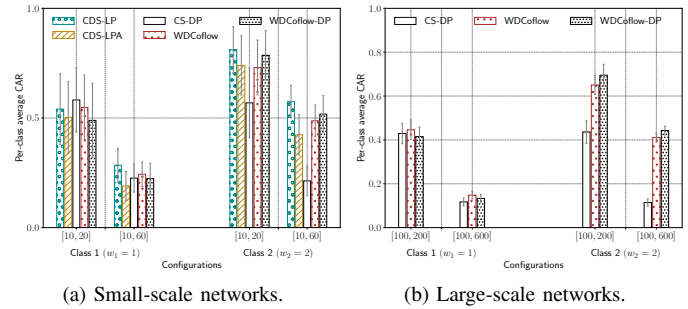 CDS-LP CS-DP WDCoflow-DP
CDS-LPA WDCoflow
Per-class average CAR
1.0
0.5
0.0
[10, 20] [10, 60] [10, 20] [10, 60]
Class 1 (w₁ = 1) Class 2 (w₂ = 2)
Configurations
(a) Small-scale networks.
CS-DP WDCoflow WDCoflow-DP
Per-class average CAR
1.0
0.8
0.6
0.4
0.2
0.0
[100, 200] [100, 600] [100, 200] [100, 600]
Class 1 (w₁ = 1) Class 2 (w₂ = 2)
Configurations
(b) Large-scale networks.